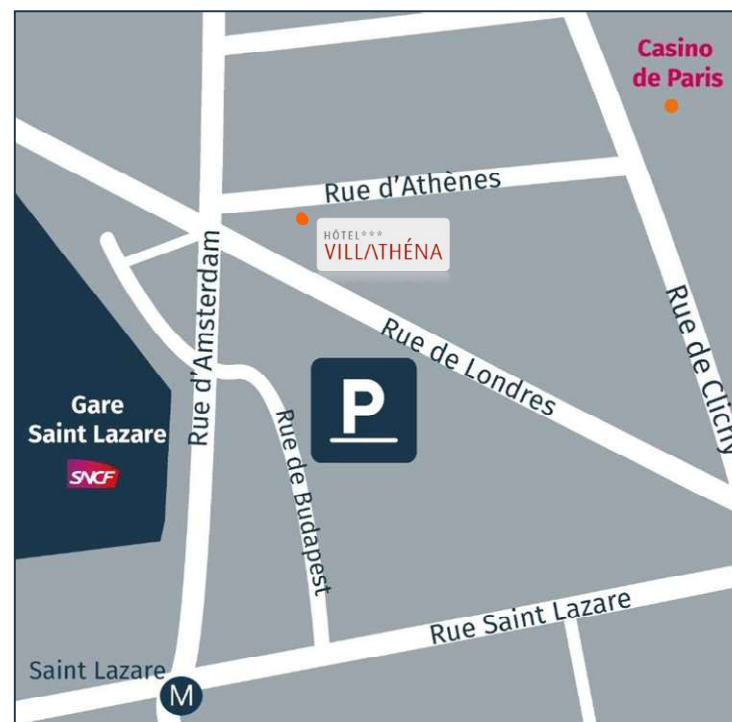 Casino
de Paris
Rue d'Athènes
HÔTEL***
VILLATHÉNA
Rue d'Amsterdam
Rue de Londres
Rue de Clichy
P
Gare
Saint Lazare
SNCF
Rue de Budapest
Rue Saint Lazare
Saint Lazare
M